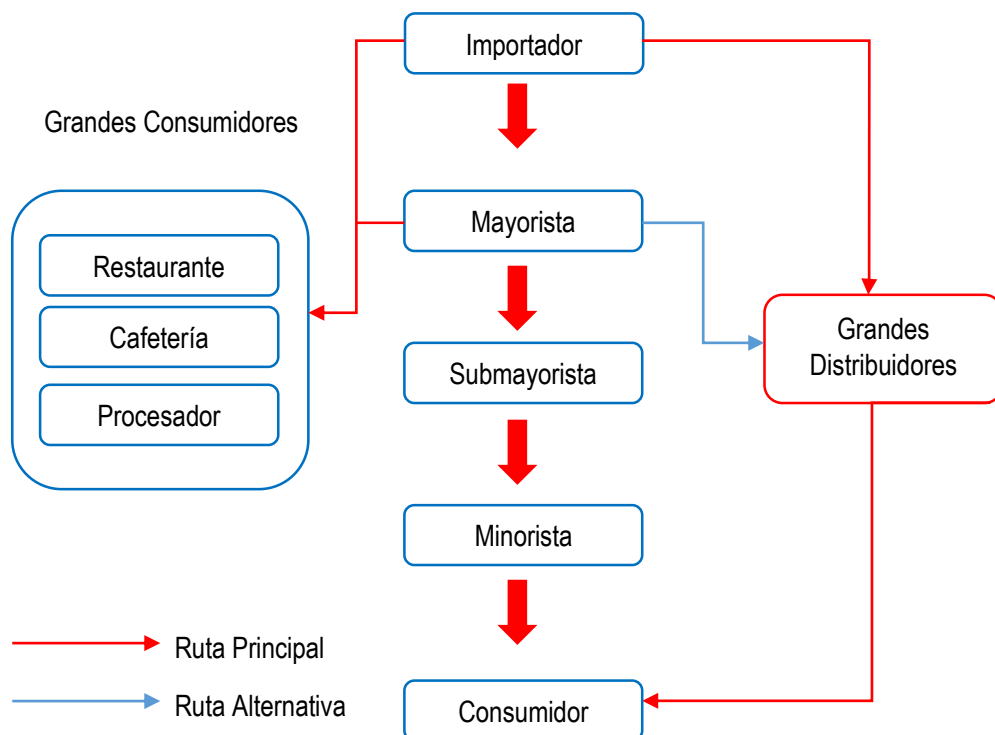 Importador
Grandes Consumidores
Mayorista
Restaurante
Cafetería
Procesador
Grandes
Distribuidores
Submayorista
Minorista
Ruta Principal
Ruta Alternativa
Consumidor